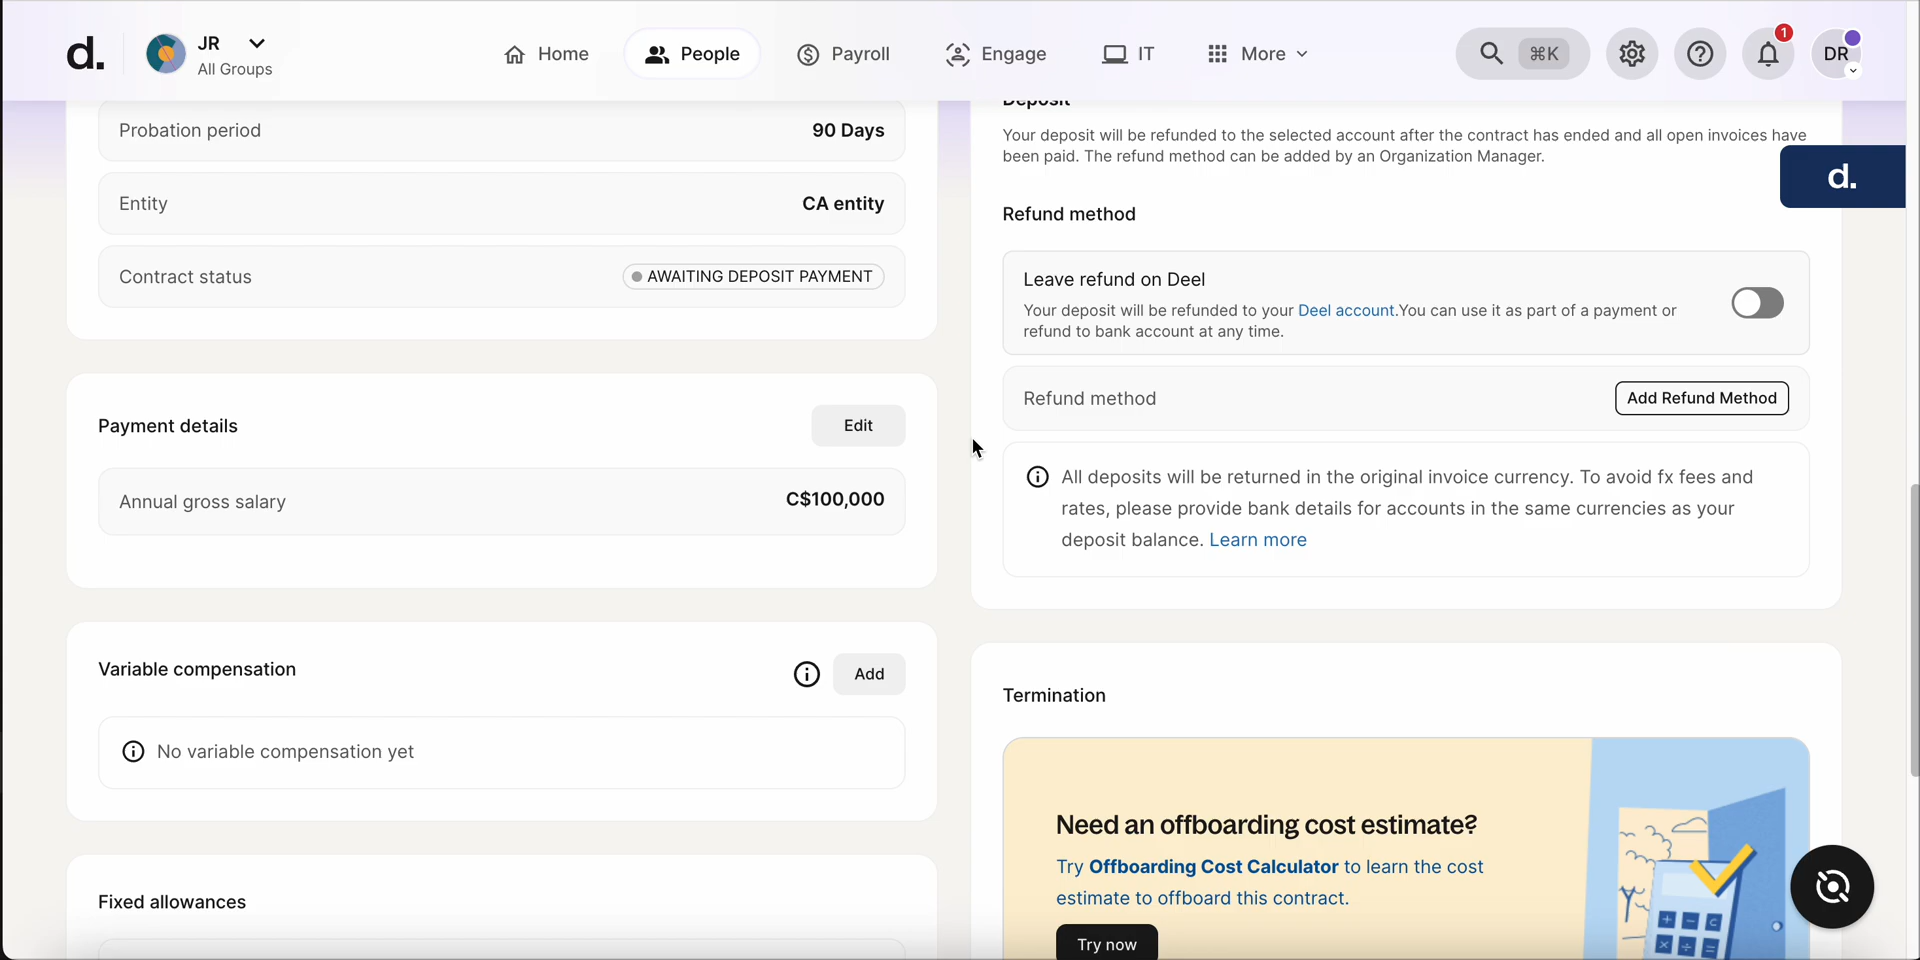 d.
JR
All Groups
Home
People
Payroll
Engage
IT
More
⌘K
1
DR
Probation period
90 Days
Entity
CA entity
Contract status
AWAITING DEPOSIT PAYMENT
Payment details
Edit
Annual gross salary
C$100,000
Variable compensation
Add
No variable compensation yet
Fixed allowances
Deposit
Your deposit will be refunded to the selected account after the contract has ended and all open invoices have
been paid. The refund method can be added by an Organization Manager.
d.
Refund method
Leave refund on Deel
Your deposit will be refunded to your Deel account.You can use it as part of a payment or
refund to bank account at any time.
Refund method
Add Refund Method
All deposits will be returned in the original invoice currency. To avoid fx fees and
rates, please provide bank details for accounts in the same currencies as your
deposit balance. Learn more
Termination
Need an offboarding cost estimate?
Try Offboarding Cost Calculator to learn the cost
estimate to offboard this contract.
Try now